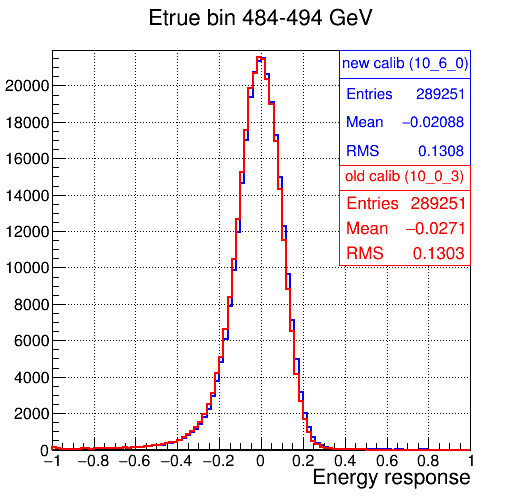 Etrue bin 484-494 GeV
new calib (10_6_0)
Entries 289251
Mean −0.02088
RMS 0.1308
old calib (10_0_3)
Entries 289251
Mean −0.0271
RMS 0.1303
20000
18000
16000
14000
12000
10000
8000
6000
4000
2000
0
−1 −0.8 −0.6 −0.4 −0.2 0 0.2 0.4 0.6 0.8 1
Energy response